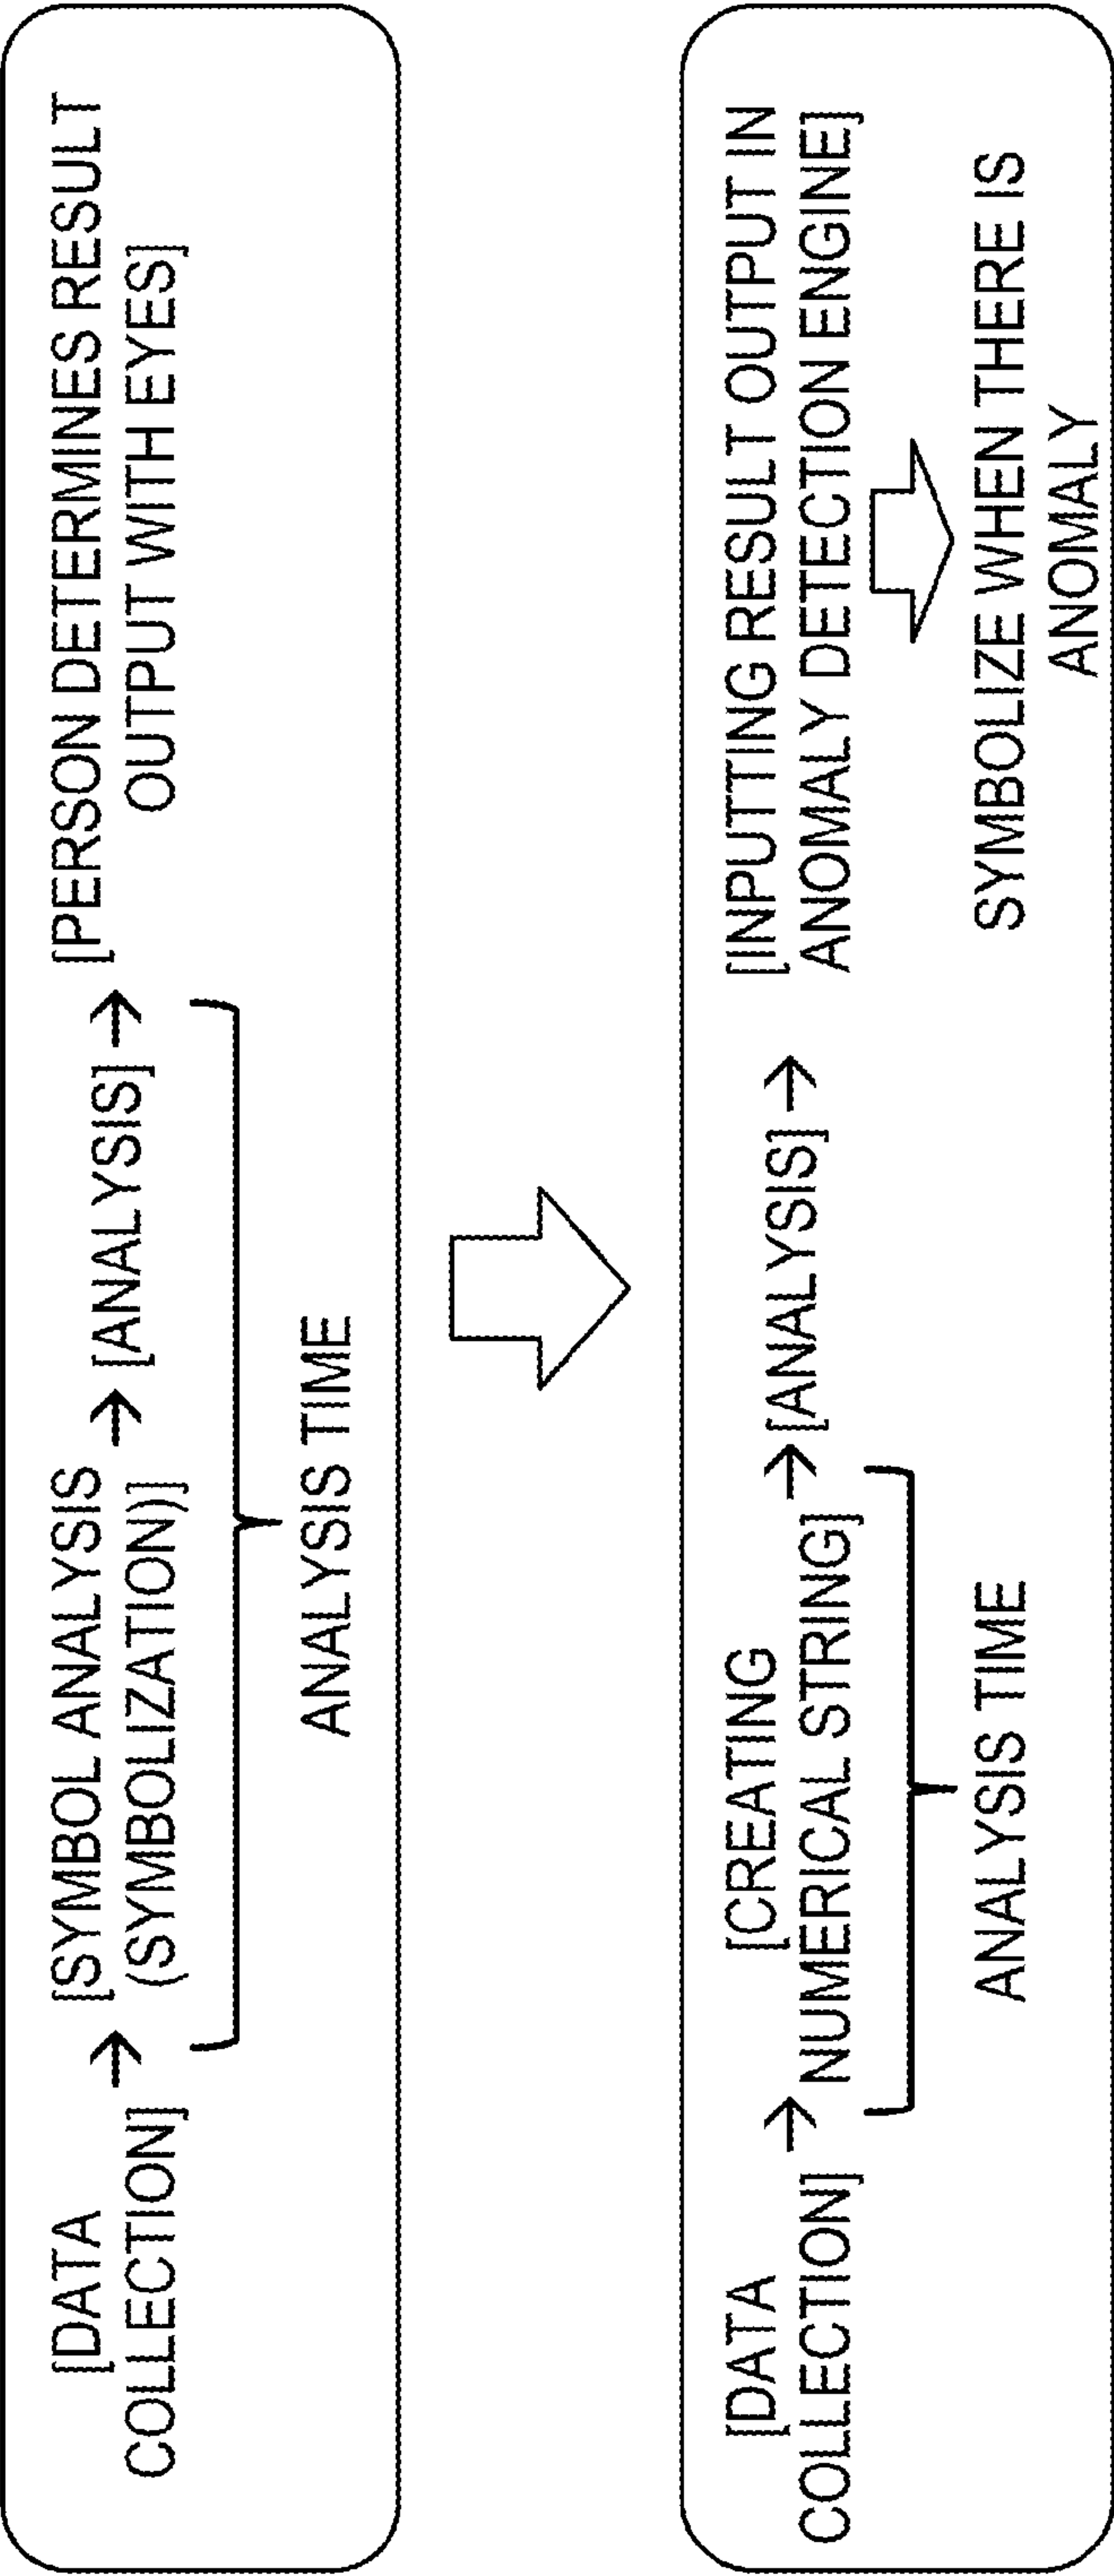 [DATA
COLLECTION]
→
[SYMBOL ANALYSIS
(SYMBOLIZATION)]
→
[ANALYSIS]
→
[PERSON DETERMINES RESULT
OUTPUT WITH EYES]
ANALYSIS TIME
[DATA
COLLECTION]
→
[CREATING
NUMERICAL STRING]
→
[ANALYSIS]
→
[INPUTTING RESULT OUTPUT IN
ANOMALY DETECTION ENGINE]
ANALYSIS TIME
SYMBOLIZE WHEN THERE IS
ANOMALY